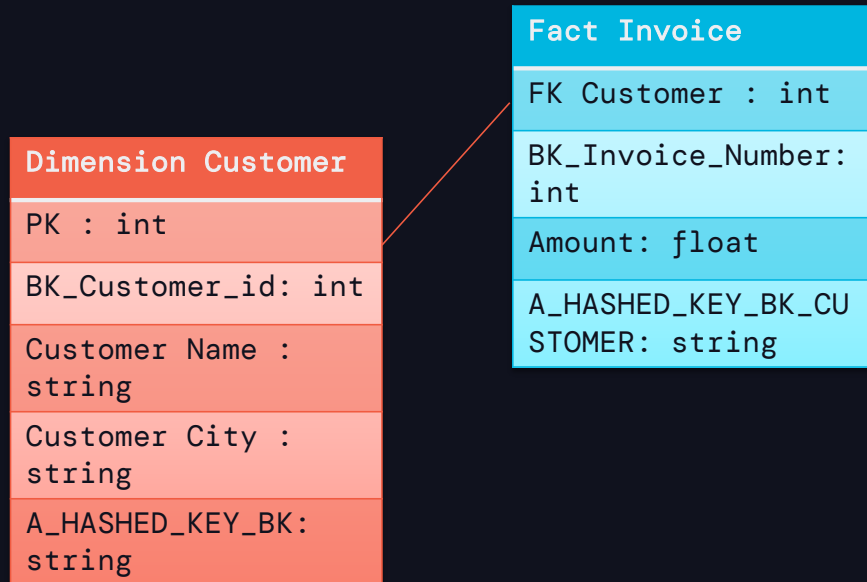 Fact Invoice
FK Customer : int
BK_Invoice_Number:
int
Amount: float
A_HASHED_KEY_BK_CU
STOMER: string
Dimension Customer
PK : int
BK_Customer_id: int
Customer Name :
string
Customer City :
string
A_HASHED_KEY_BK:
string